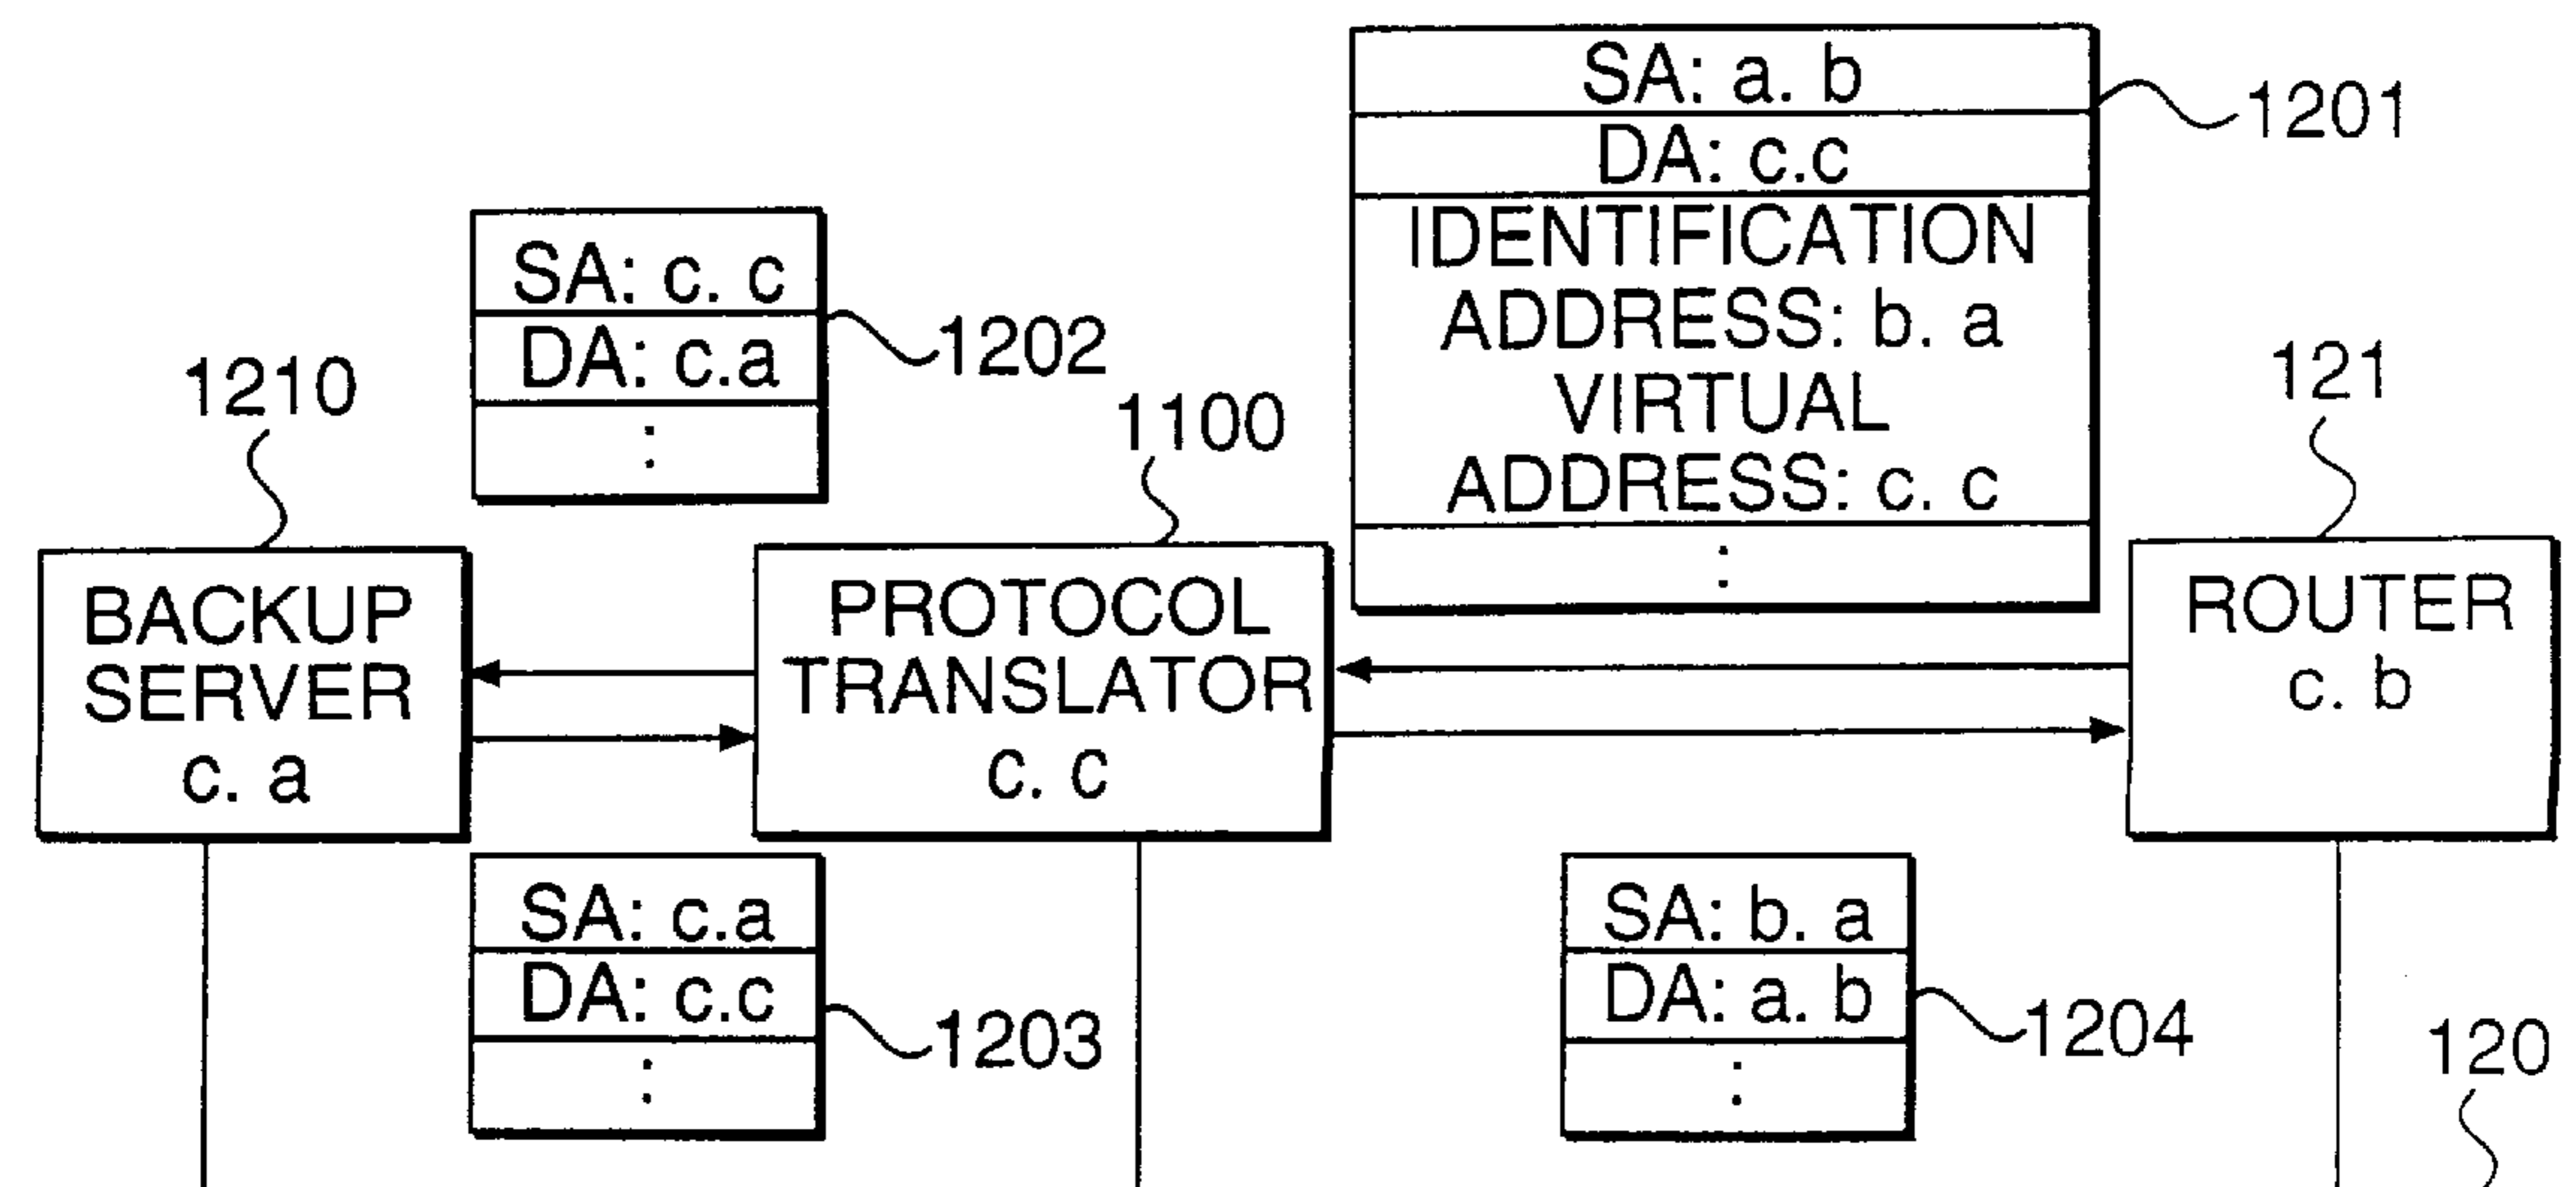 SA: a. b
1201
DA: c.c
IDENTIFICATION
ADDRESS: b. a
VIRTUAL
ADDRESS: c. c
:
SA: c. c
1202
DA: c.a
:
1210
1100
121
BACKUP
SERVER
c. a
PROTOCOL
TRANSLATOR
c. c
ROUTER
c. b
SA: c.a
DA: c.c
1203
:
SA: b. a
DA: a. b
1204
:
120